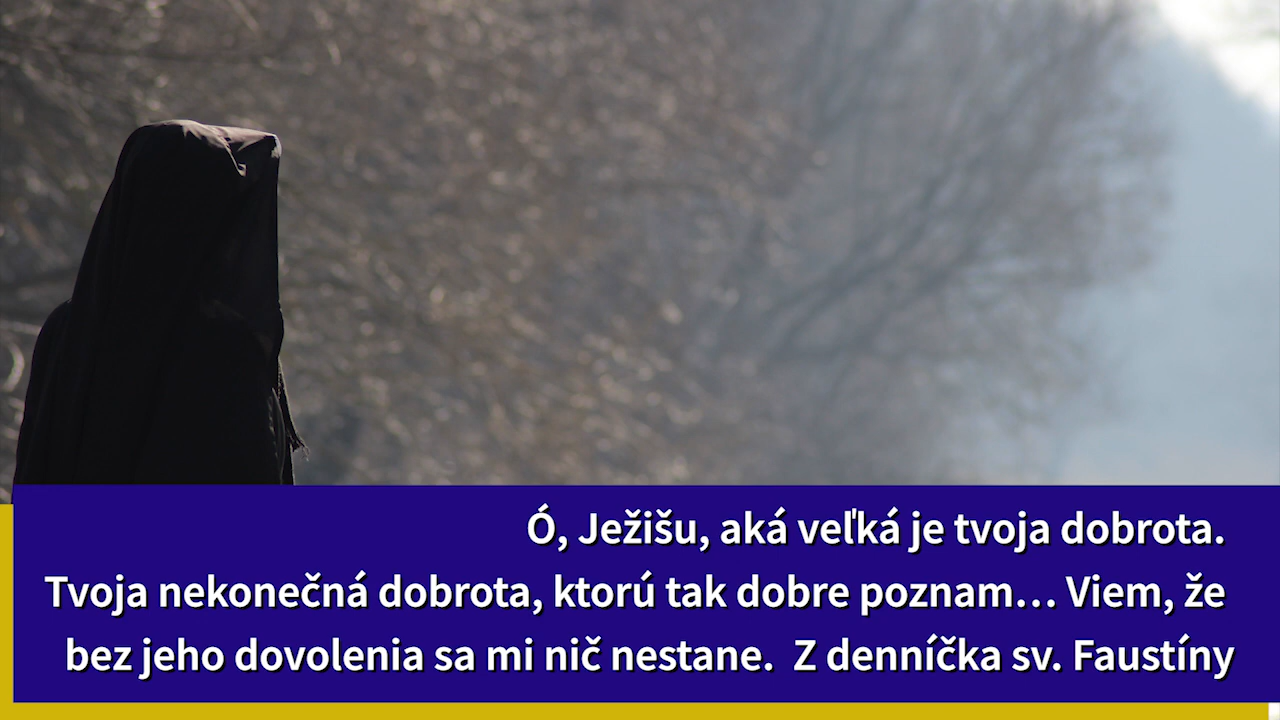 Ó, Ježišu, aká veľká je tvoja dobrota.
Tvoja nekonečná dobrota, ktorú tak dobre poznam… Viem, že
bez jeho dovolenia sa mi nič nestane.  Z denníčka sv. Faustíny